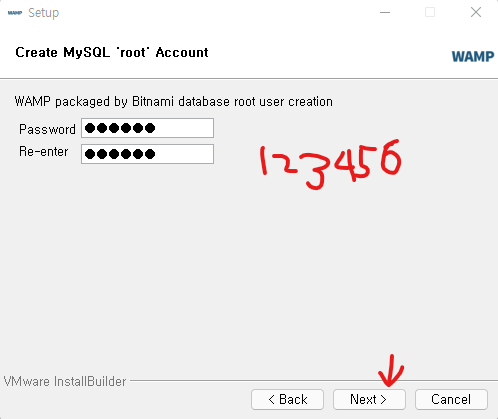 WAMP Setup
Create MySQL 'root' Account
WAMP
WAMP packaged by Bitnami database root user creation
Password ●●●●●●
Re-enter ●●●●●●
123456
VMware InstallBuilder
< Back Next > Cancel